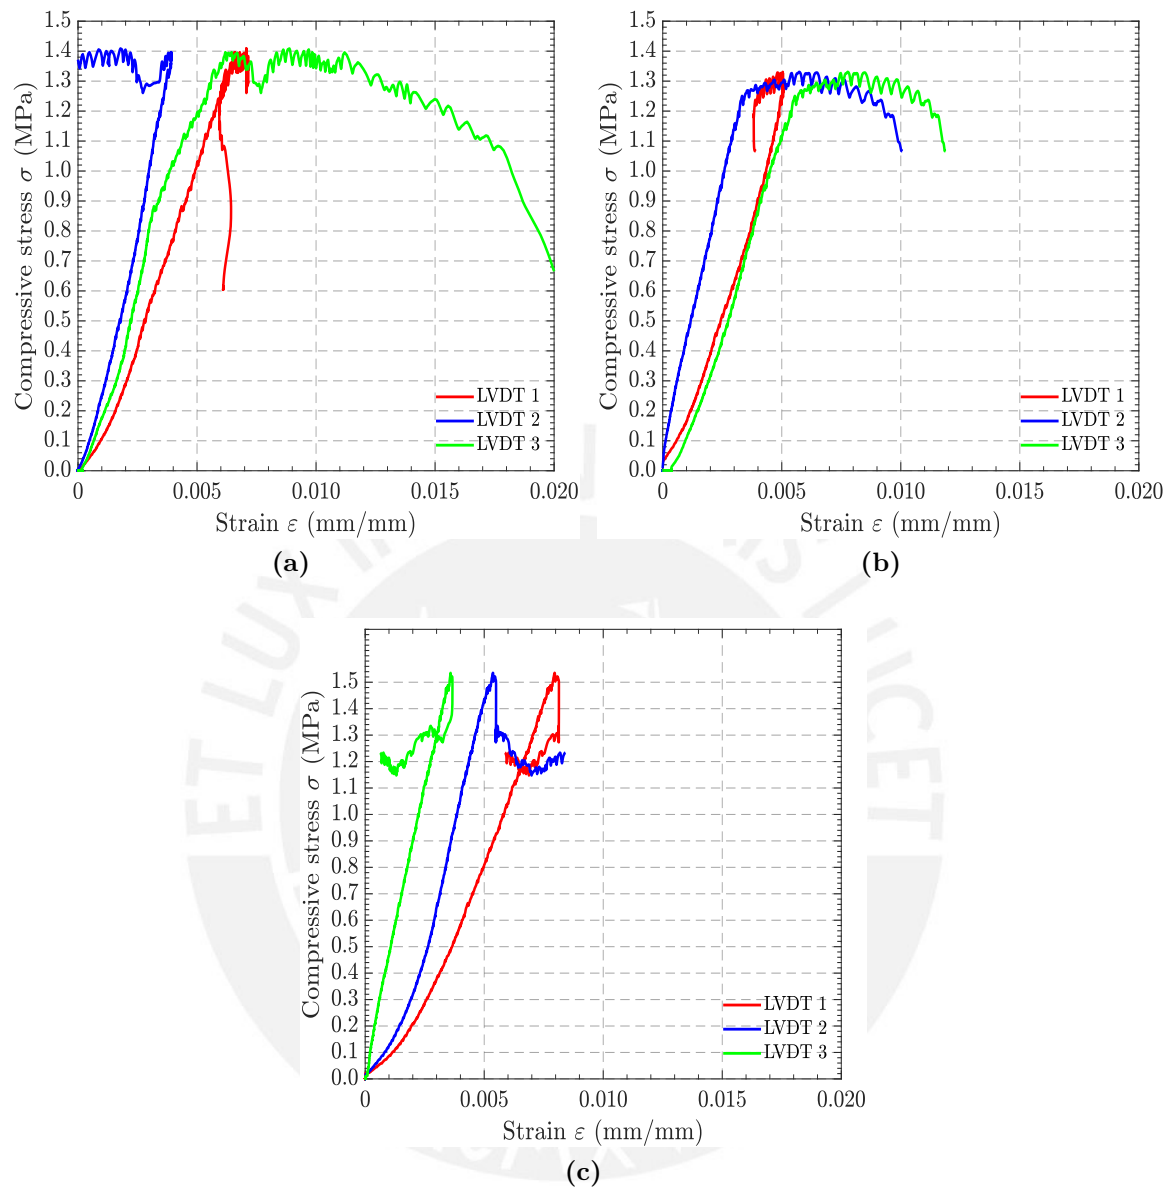 1.5
1.4
1.3
1.2
1.1
1.0
0.9
0.8
0.7
0.6
0.5
0.4
0.3
0.2
0.1
0.0
Compressive stress σ (MPa)
LVDT 1
LVDT 2
LVDT 3
0 0.005 0.010 0.015 0.020
Strain ε (mm/mm)
(a)
1.5
1.4
1.3
1.2
1.1
1.0
0.9
0.8
0.7
0.6
0.5
0.4
0.3
0.2
0.1
0.0
Compressive stress σ (MPa)
LVDT 1
LVDT 2
LVDT 3
0 0.005 0.010 0.015 0.020
Strain ε (mm/mm)
(b)
ET LUX IN
1.5
1.4
1.3
1.2
1.1
1.0
0.9
0.8
0.7
0.6
0.5
0.4
0.3
0.2
0.1
0.0
Compressive stress σ (MPa)
LVDT 1
LVDT 2
LVDT 3
0 0.005 0.010 0.015 0.020
Strain ε (mm/mm)
(c)